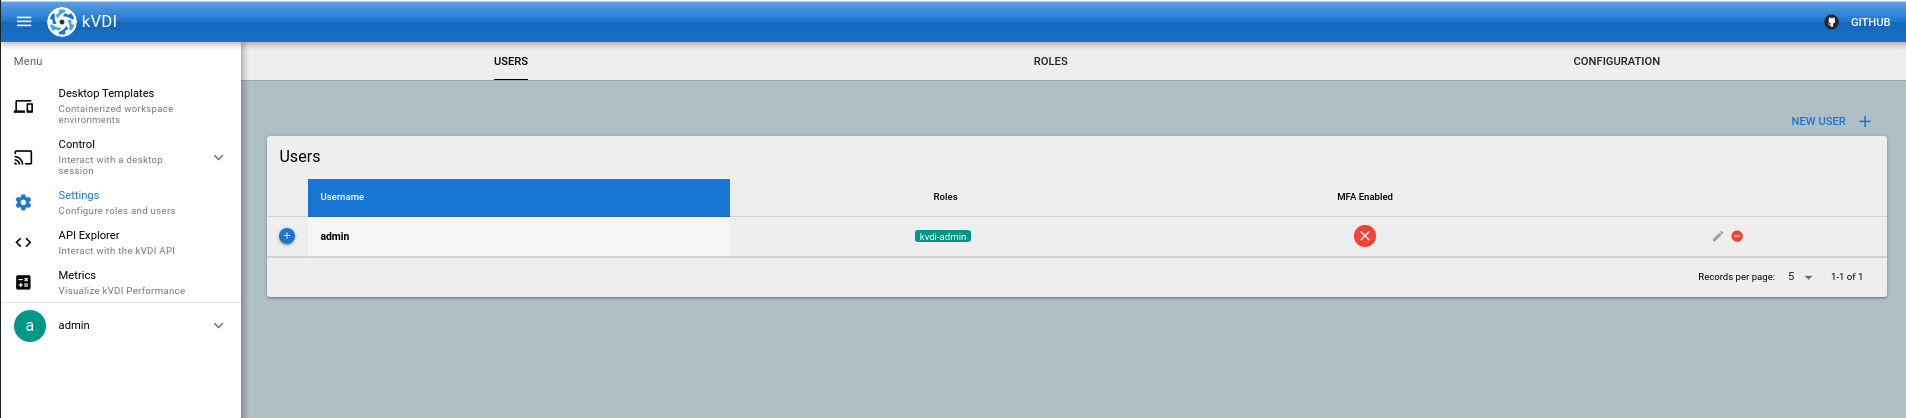 kVDI
GITHUB
Menu
Desktop Templates
Containerized workspace
environments
Control
Interact with a desktop
session
Settings
Configure roles and users
API Explorer
Interact with the kVDI API
Metrics
Visualize kVDI Performance
a
admin
USERS ROLES CONFIGURATION
NEW USER
Users
Username Roles MFA Enabled
admin kvdi-admin
Records per page: 5 1-1 of 1